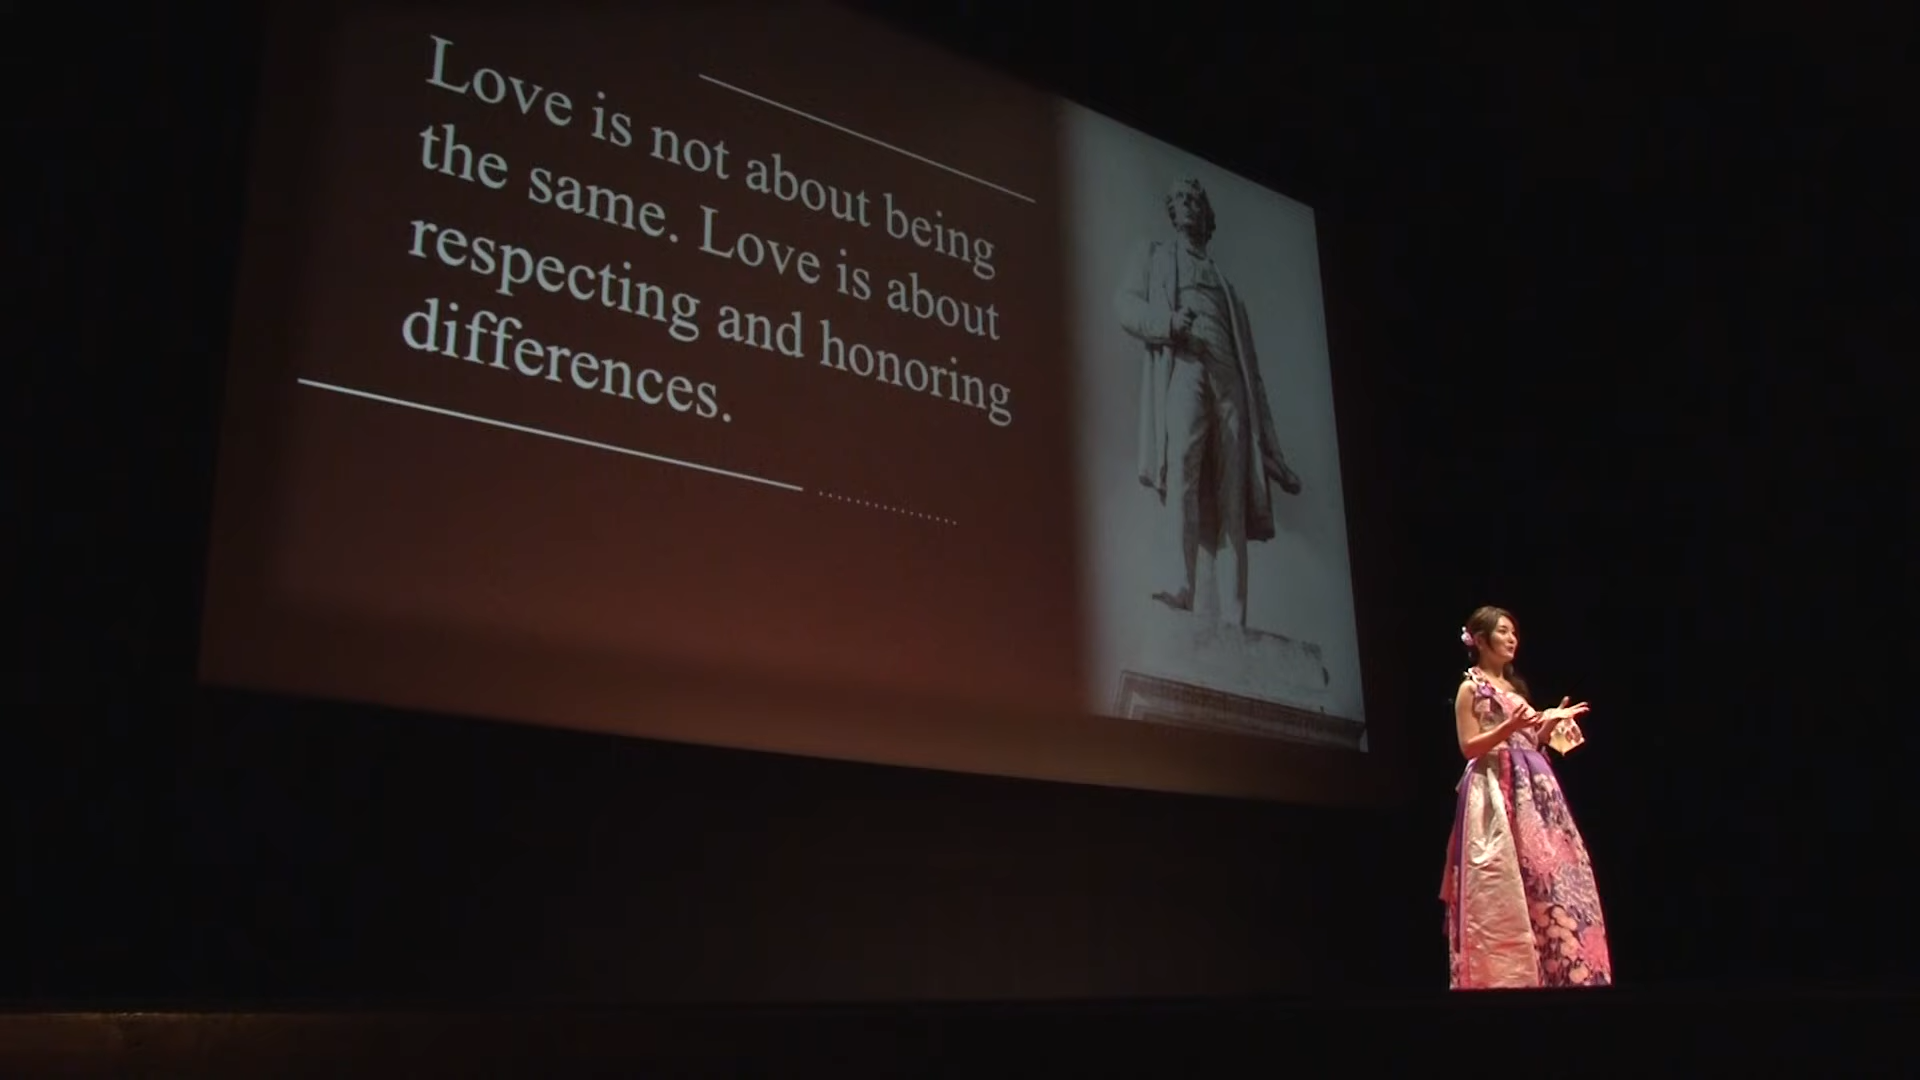 Love is not about being
the same. Love is about
respecting and honoring
differences.